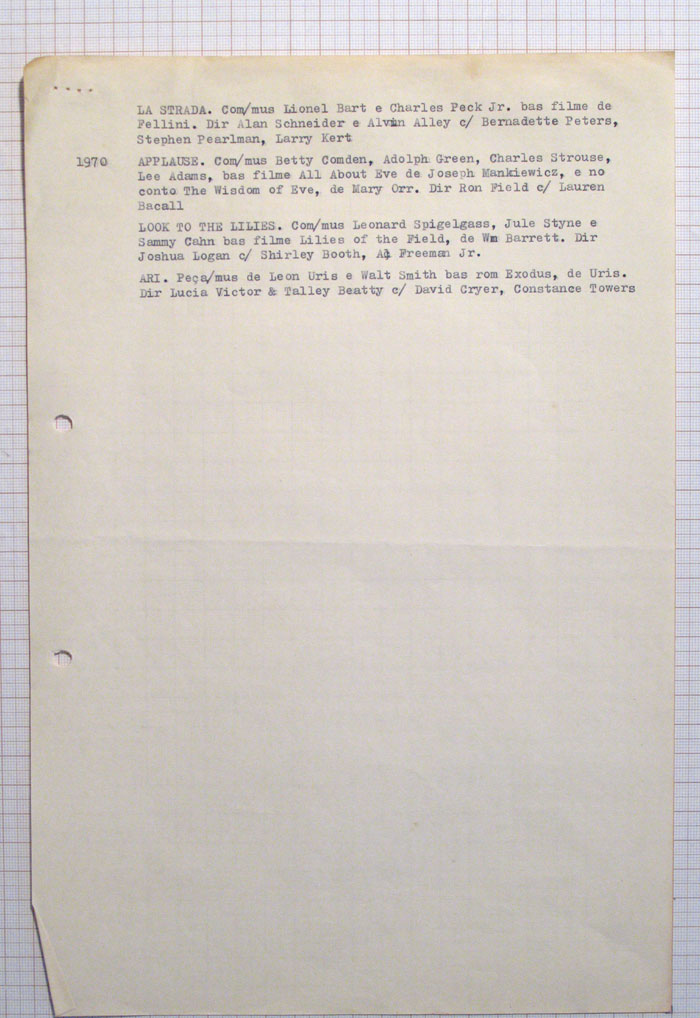 ....
LA STRADA. Com/mus Lionel Bart e Charles Peck Jr. bas filme de
Fellini. Dir Alan Schneider e Alvin Alley c/ Bernadette Peters,
Stephen Pearlman, Larry Kert
1970 APPLAUSE. Com/mus Betty Comden, Adolph Green, Charles Strouse,
Lee Adams, bas filme All About Eve de Joseph Mankiewicz, e no
conto The Wisdom of Eve, de Mary Orr. Dir Ron Field c/ Lauren
Bacall
LOOK TO THE LILIES. Com/mus Leonard Spigelgass, Jule Styne e
Sammy Cahn bas filme Lilies of the Field, de Wm Barrett. Dir
Joshua Logan c/ Shirley Booth, Al Freeman Jr.
ARI. Peça/mus de Leon Uris e Walt Smith bas rom Exodus, de Uris.
Dir Lucia Victor & Talley Beatty c/ David Cryer, Constance Towers